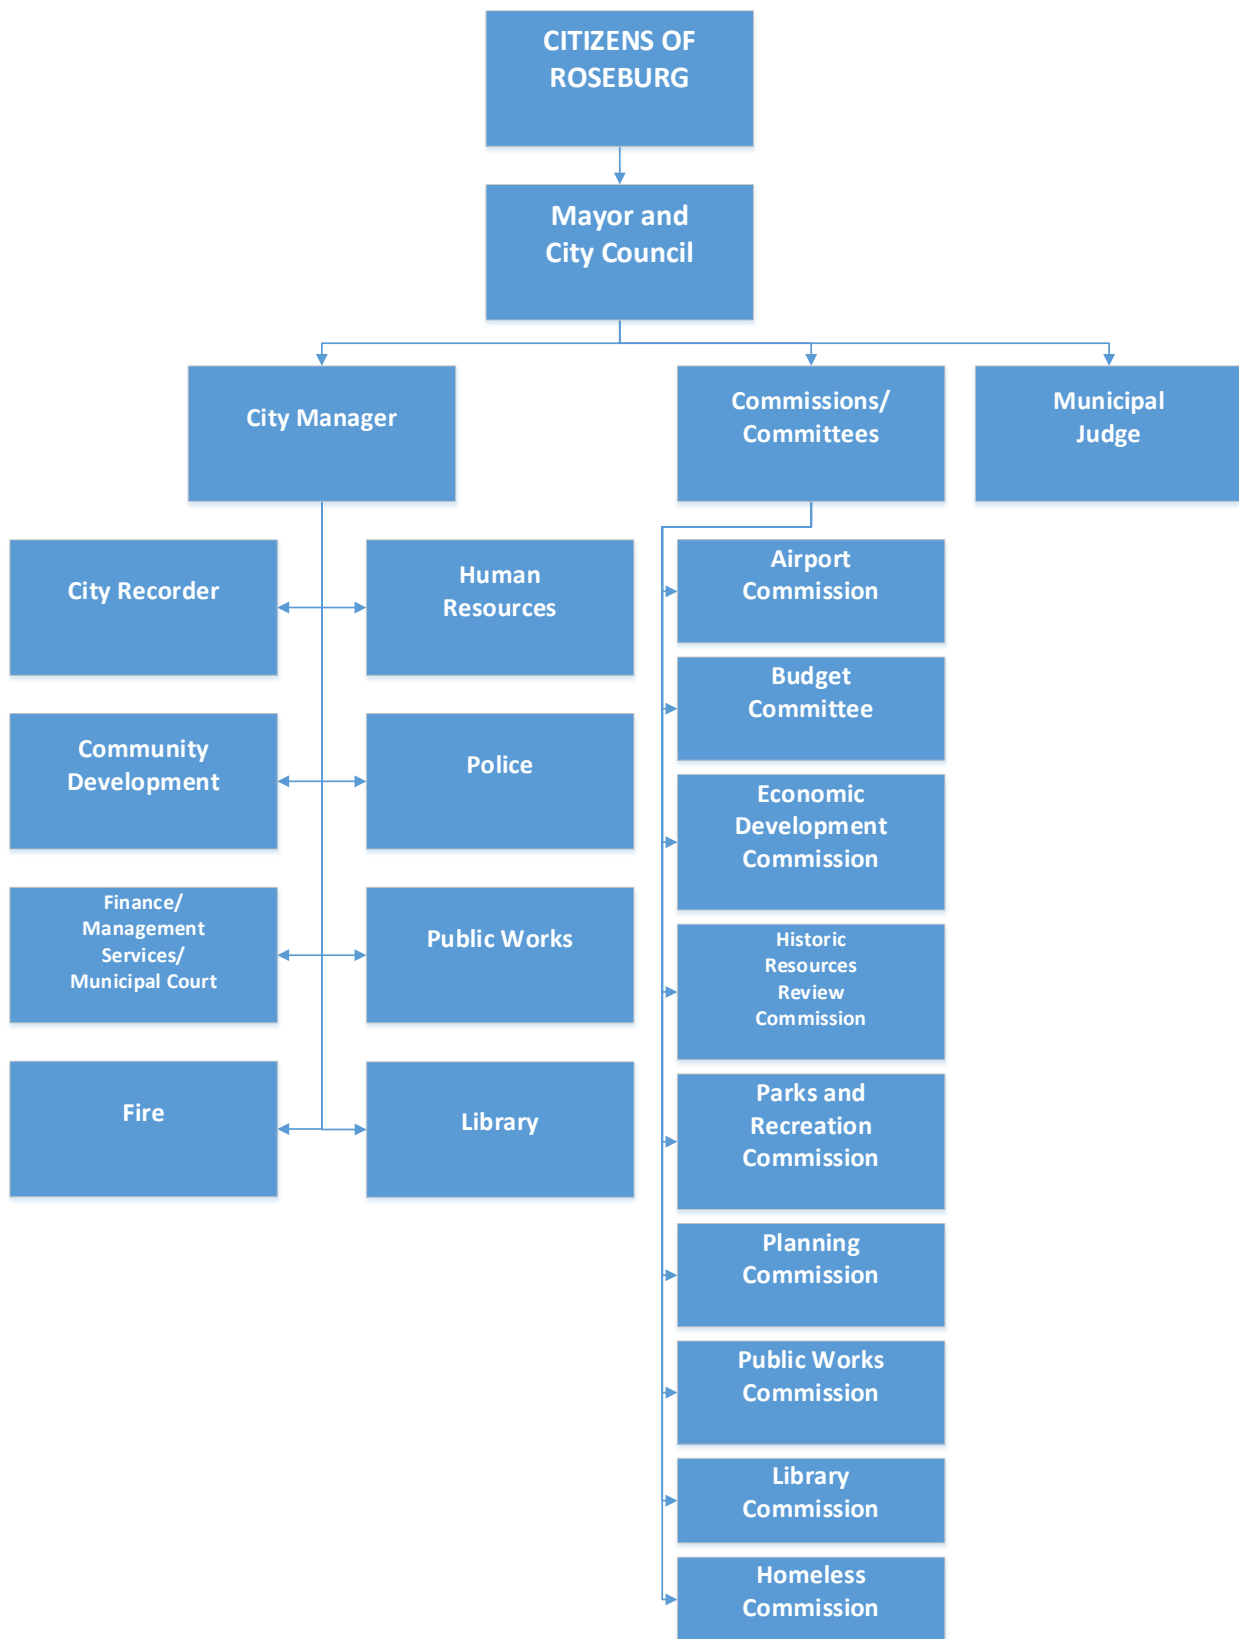 CITIZENS OF
ROSEBURG
Mayor and
City Council
City Manager
Commissions/
Committees
Municipal
Judge
City Recorder
Human
Resources
Community
Development
Police
Finance/
Management
Services/
Municipal Court
Public Works
Fire
Library
Airport
Commission
Budget
Committee
Economic
Development
Commission
Historic
Resources
Review
Commission
Parks and
Recreation
Commission
Planning
Commission
Public Works
Commission
Library
Commission
Homeless
Commission